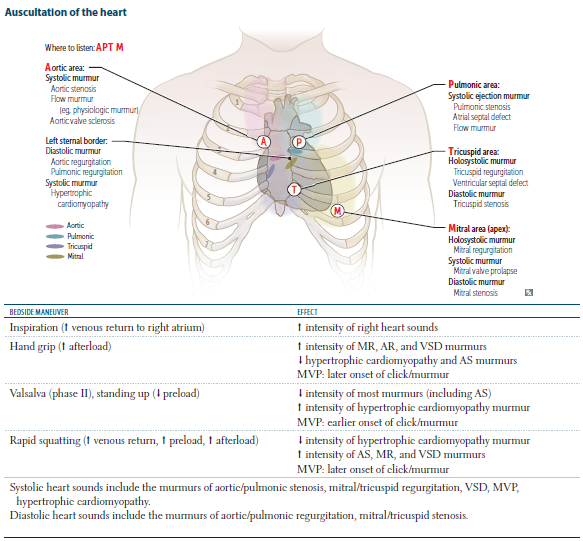 Auscultation of the heart
Where to listen: APT M
Aortic area:
Systolic murmur
Aortic stenosis
Flow murmur
(eg, physiologic murmur)
Aortic valve sclerosis
Left sternal border:
Diastolic murmur
Aortic regurgitation
Pulmonic regurgitation
Systolic murmur
Hypertrophic
cardiomyopathy
Aortic
Pulmonic
Tricuspid
Mitral
1
2
3
4
5
6
7
A
P
T
M
Pulmonic area:
Systolic ejection murmur
Pulmonic stenosis
Atrial septal defect
Flow murmur
Tricuspid area:
Holosystolic murmur
Tricuspid regurgitation
Ventricular septal defect
Diastolic murmur
Tricuspid stenosis
Mitral area (apex):
Holosystolic murmur
Mitral regurgitation
Systolic murmur
Mitral valve prolapse
Diastolic murmur
Mitral stenosis
BEDSIDE MANEUVER EFFECT
Inspiration (↑ venous return to right atrium) ↑ intensity of right heart sounds
Hand grip (↑ afterload) ↑ intensity of MR, AR, and VSD murmurs
↓ hypertrophic cardiomyopathy and AS murmurs
MVP: later onset of click/murmur
Valsalva (phase II), standing up (↓ preload) ↓ intensity of most murmurs (including AS)
↑ intensity of hypertrophic cardiomyopathy murmur
MVP: earlier onset of click/murmur
Rapid squatting (↑ venous return, ↑ preload, ↑ afterload) ↓ intensity of hypertrophic cardiomyopathy murmur
↑ intensity of AS, MR, and VSD murmurs
MVP: later onset of click/murmur
Systolic heart sounds include the murmurs of aortic/pulmonic stenosis, mitral/tricuspid regurgitation, VSD, MVP,
hypertrophic cardiomyopathy.
Diastolic heart sounds include the murmurs of aortic/pulmonic regurgitation, mitral/tricuspid stenosis.